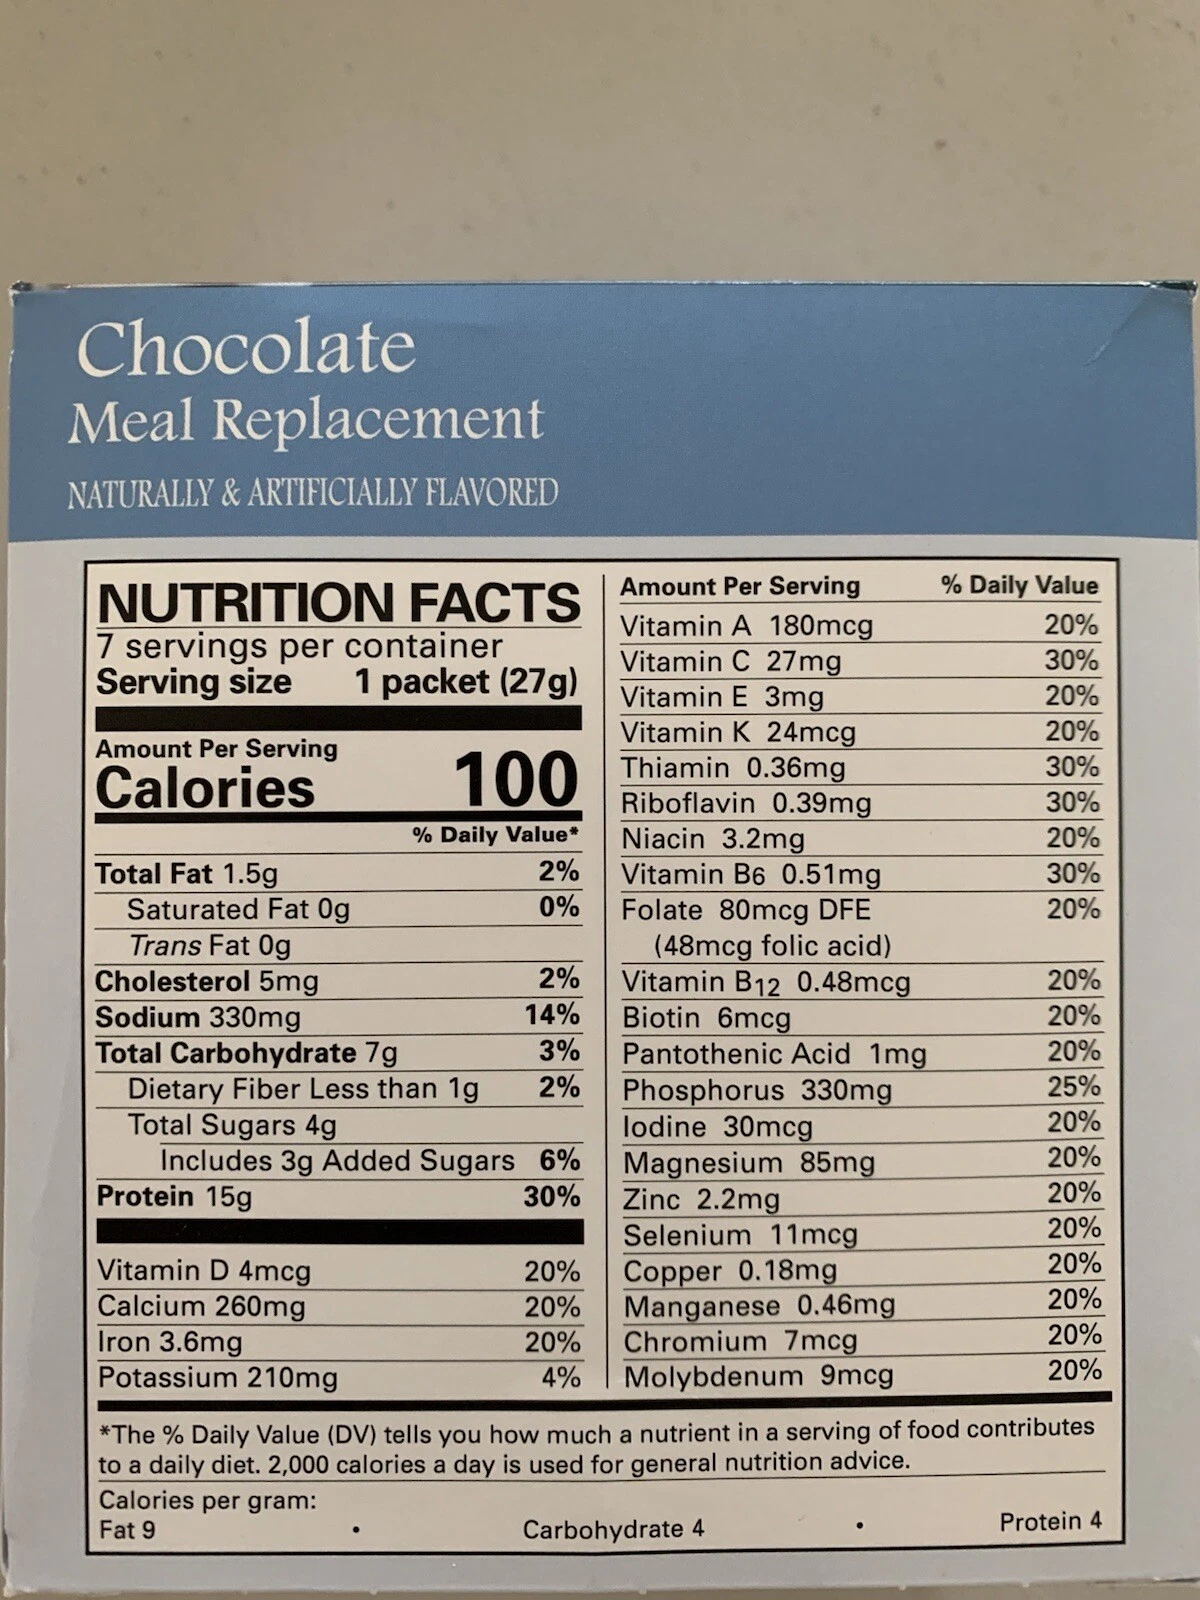 Chocolate
Meal Replacement
NATURALLY & ARTIFICIALLY FLAVORED
NUTRITION FACTS
7 servings per container
Serving size 1 packet (27g)
Amount Per Serving
Calories 100
% Daily Value*
Total Fat 1.5g 2%
Saturated Fat 0g 0%
Trans Fat 0g
Cholesterol 5mg 2%
Sodium 330mg 14%
Total Carbohydrate 7g 3%
Dietary Fiber Less than 1g 2%
Total Sugars 4g
Includes 3g Added Sugars 6%
Protein 15g 30%
Vitamin D 4mcg 20%
Calcium 260mg 20%
Iron 3.6mg 20%
Potassium 210mg 4%
Amount Per Serving % Daily Value
Vitamin A 180mcg 20%
Vitamin C 27mg 30%
Vitamin E 3mg 20%
Vitamin K 24mcg 20%
Thiamin 0.36mg 30%
Riboflavin 0.39mg 30%
Niacin 3.2mg 20%
Vitamin B6 0.51mg 30%
Folate 80mcg DFE 20%
(48mcg folic acid)
Vitamin B12 0.48mcg 20%
Biotin 6mcg 20%
Pantothenic Acid 1mg 20%
Phosphorus 330mg 25%
Iodine 30mcg 20%
Magnesium 85mg 20%
Zinc 2.2mg 20%
Selenium 11mcg 20%
Copper 0.18mg 20%
Manganese 0.46mg 20%
Chromium 7mcg 20%
Molybdenum 9mcg 20%
*The % Daily Value (DV) tells you how much a nutrient in a serving of food contributes
to a daily diet. 2,000 calories a day is used for general nutrition advice.
Calories per gram:
Fat 9 • Carbohydrate 4 • Protein 4